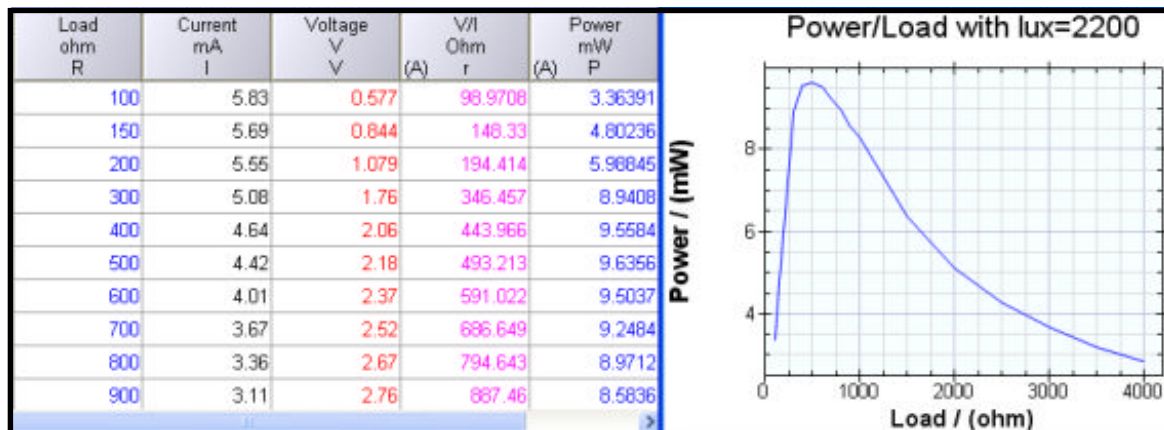 Load Current Voltage V/I Power
ohm mA V Ohm mW
R I V (A) r (A) P
100 5.83 0.577 98.9708 3.36391
150 5.69 0.844 148.33 4.80236
200 5.55 1.079 194.414 5.98845
300 5.08 1.76 346.457 8.9408
400 4.64 2.06 443.966 9.5584
500 4.42 2.18 493.213 9.6356
600 4.01 2.37 591.022 9.5037
700 3.67 2.52 686.649 9.2484
800 3.36 2.67 794.643 8.9712
900 3.11 2.76 887.46 8.5836
Power/Load with lux=2200
Power / (mW)
8
6
4
0 1000 2000 3000 4000
Load / (ohm)